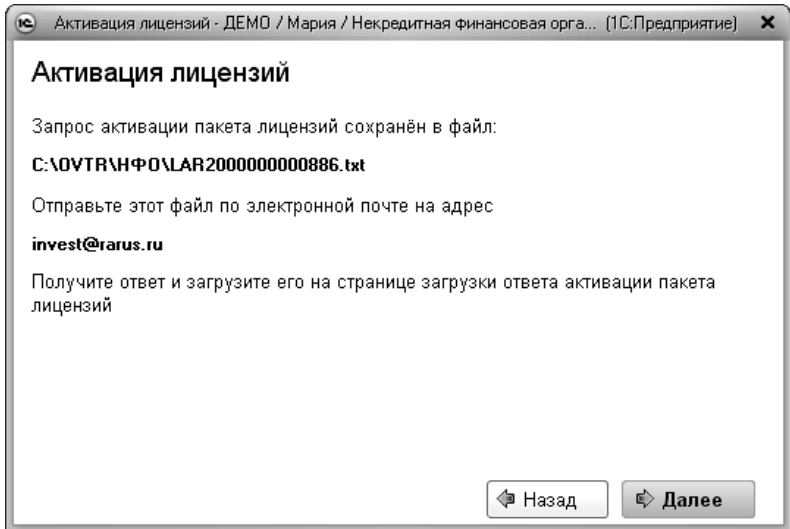 1С Активация лицензий - ДЕМО / Мария / Некредитная финансовая орга... (1С:Предприятие)
Активация лицензий
Запрос активации пакета лицензий сохранён в файл:
C:\OVTR\НФО\LAR2000000000886.txt
Отправьте этот файл по электронной почте на адрес
invest@rarus.ru
Получите ответ и загрузите его на странице загрузки ответа активации пакета
лицензий
Назад Далее